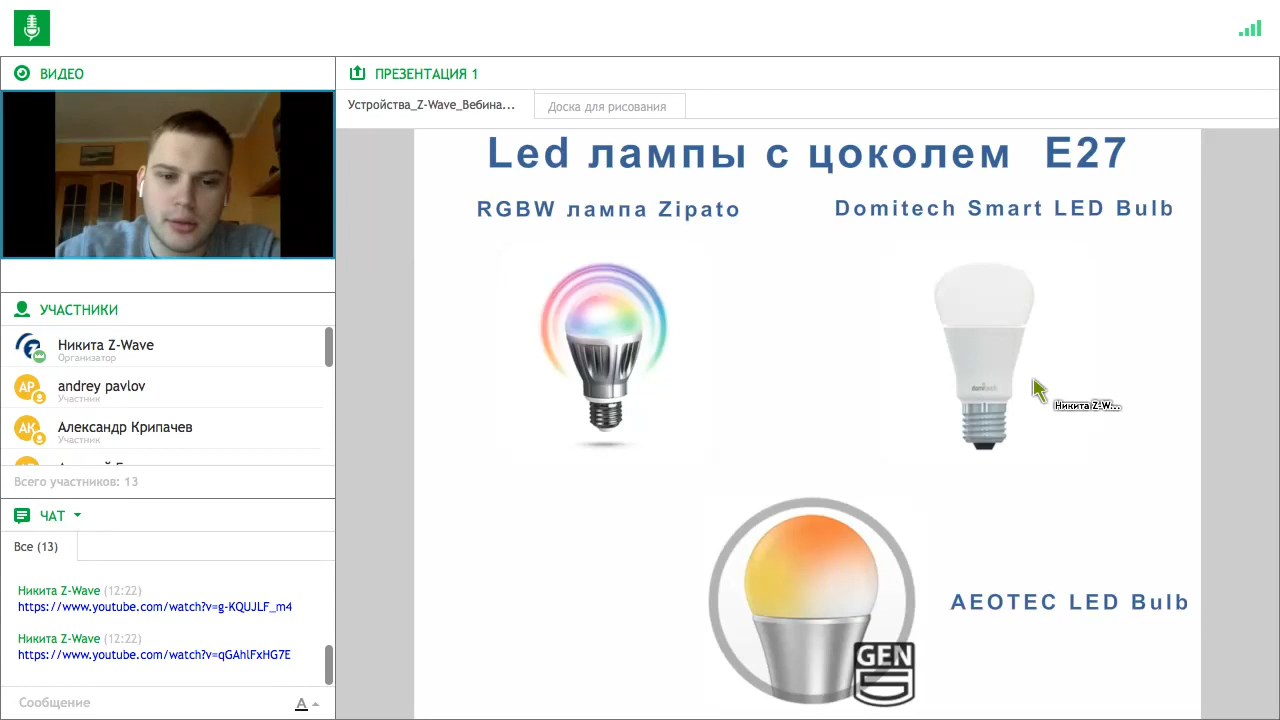 ВИДЕО
ПРЕЗЕНТАЦИЯ 1
Устройства_Z-Wave_Вебина...
Доска для рисования
Led лампы с цоколем E27
RGBW лампа Zipato
Domitech Smart LED Bulb
Никита Z-W...
AEOTEC LED Bulb
GEN
5
УЧАСТНИКИ
Никита Z-Wave
Организатор
AP
andrey pavlov
Участник
АК
Александр Крипачев
Участник
Всего участников: 13
ЧАТ
Все (13)
Никита Z-Wave (12:22)
https://www.youtube.com/watch?v=g-KQUJLF_m4
Никита Z-Wave (12:22)
https://www.youtube.com/watch?v=qGAhlFxHG7E
Сообщение
A